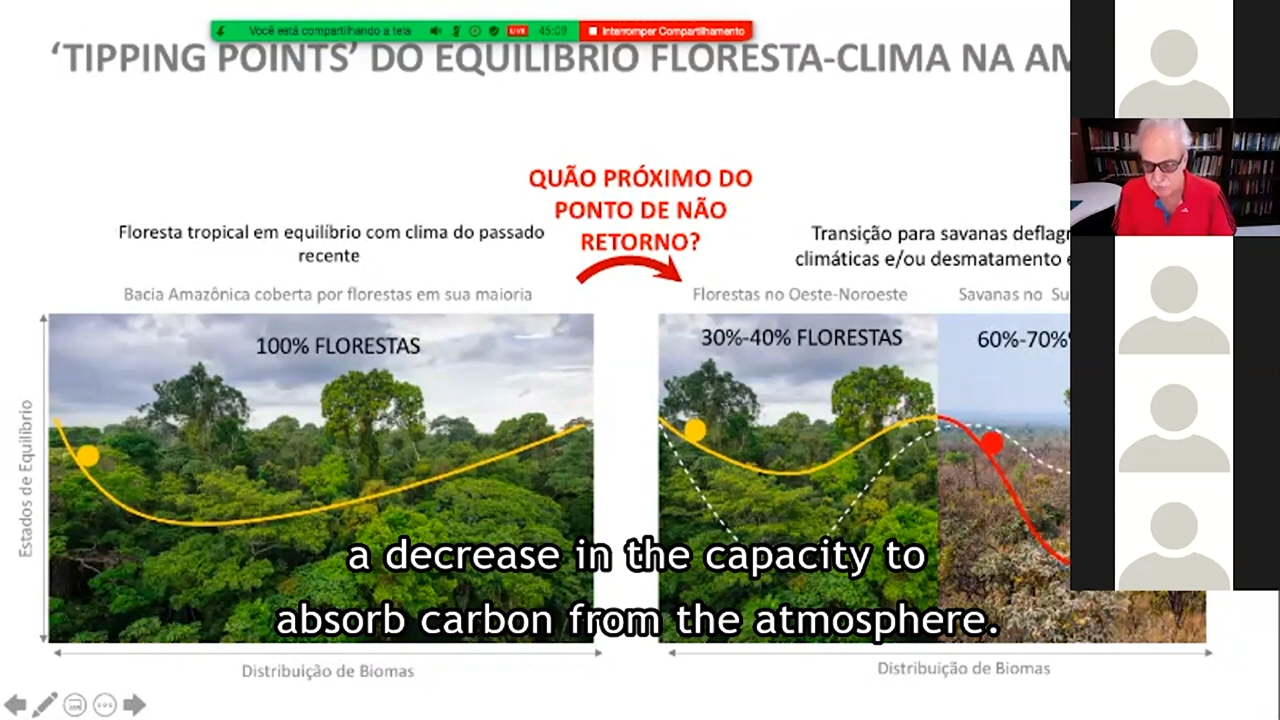 Você está compartilhando a tela LIVE 45:09 Interromper Compartilhamento
‘TIPPING POINTS’ DO EQUILÍBRIO FLORESTA-CLIMA NA AM
QUÃO PRÓXIMO DO
PONTO DE NÃO
RETORNO?
Floresta tropical em equilíbrio com clima do passado
recente
Transição para savanas deflagr
climáticas e/ou desmatamento e
Bacia Amazônica coberta por florestas em sua maioria
Florestas no Oeste-Noroeste
Savanas no Su
100% FLORESTAS
30%-40% FLORESTAS
60%-70%
Estados de Equilíbrio
a decrease in the capacity to
absorb carbon from the atmosphere.
Distribuição de Biomas
Distribuição de Biomas